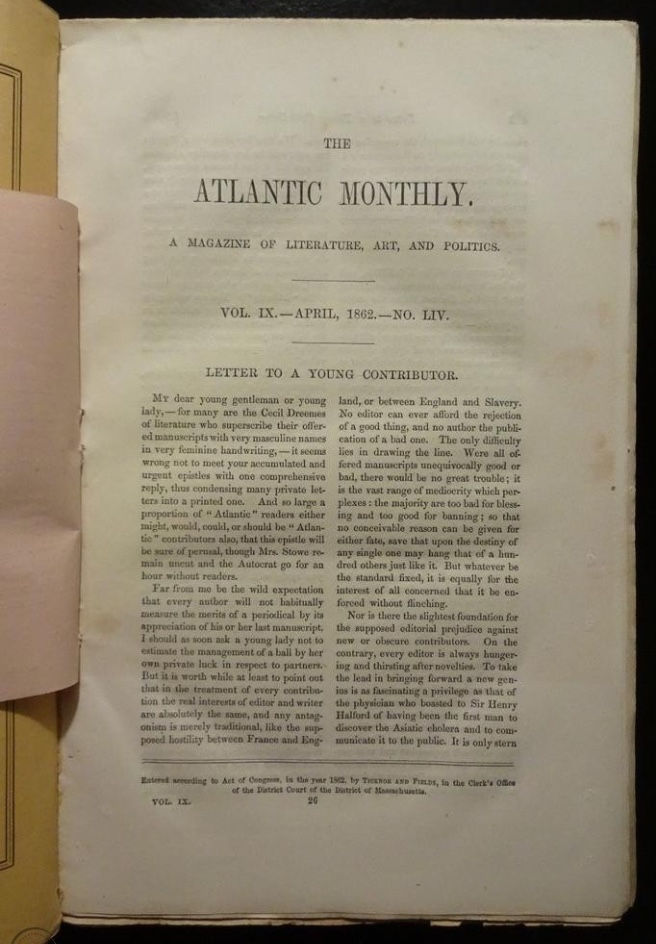 THE
ATLANTIC MONTHLY.
A MAGAZINE OF LITERATURE, ART, AND POLITICS.
VOL. IX.—APRIL, 1862.—NO. LIV.
LETTER TO A YOUNG CONTRIBUTOR.
My dear young gentleman or young
lady,—for many are the Cecil Dreemes
of literature who superscribe their offer-
ed manuscripts with very masculine names
in very feminine handwriting,—it seems
wrong not to meet your accumulated and
urgent epistles with one comprehensive
reply, thus condensing many private let-
ters into a printed one. And so large a
proportion of "Atlantic" readers either
might, would, could, or should be "Atlan-
tic" contributors also, that this epistle will
be sure of perusal, though Mrs. Stowe re-
main uncut and the Autocrat go for an
hour without readers.
Far from me be the wild expectation
that every author will not habitually
measure the merits of a periodical by its
appreciation of his or her last manuscript.
I should as soon ask a young lady not to
estimate the management of a ball by her
own private luck in respect to partners.
But it is worth while at least to point out
that in the treatment of every contribu-
tion the real interests of editor and writer
are absolutely the same, and any antag-
onism is merely traditional, like the sup-
posed hostility between France and Eng-
land, or between England and Slavery.
No editor can ever afford the rejection
of a good thing, and no author the publi-
cation of a bad one. The only difficulty
lies in drawing the line. Were all of-
fered manuscripts unequivocally good or
bad, there would be no great trouble; it
is the vast range of mediocrity which per-
plexes: the majority are too bad for bless-
ing and too good for banning; so that
no conceivable reason can be given for
either fate, save that upon the destiny of
any single one may hang that of a hun-
dred others just like it. But whatever be
the standard fixed, it is equally for the
interest of all concerned that it be en-
forced without flinching.
Nor is there the slightest foundation for
the supposed editorial prejudice against
new or obscure contributors. On the
contrary, every editor is always hunger-
ing and thirsting after novelties. To take
the lead in bringing forward a new gen-
ius is as fascinating a privilege as that of
the physician who boasted to Sir Henry
Halford of having been the first man to
discover the Asiatic cholera and to com-
municate it to the public. It is only stern
Entered according to Act of Congress, in the year 1862, by TICKNOR AND FIELDS, in the Clerk's Office
of the District Court of the District of Massachusetts.
VOL. IX. 26